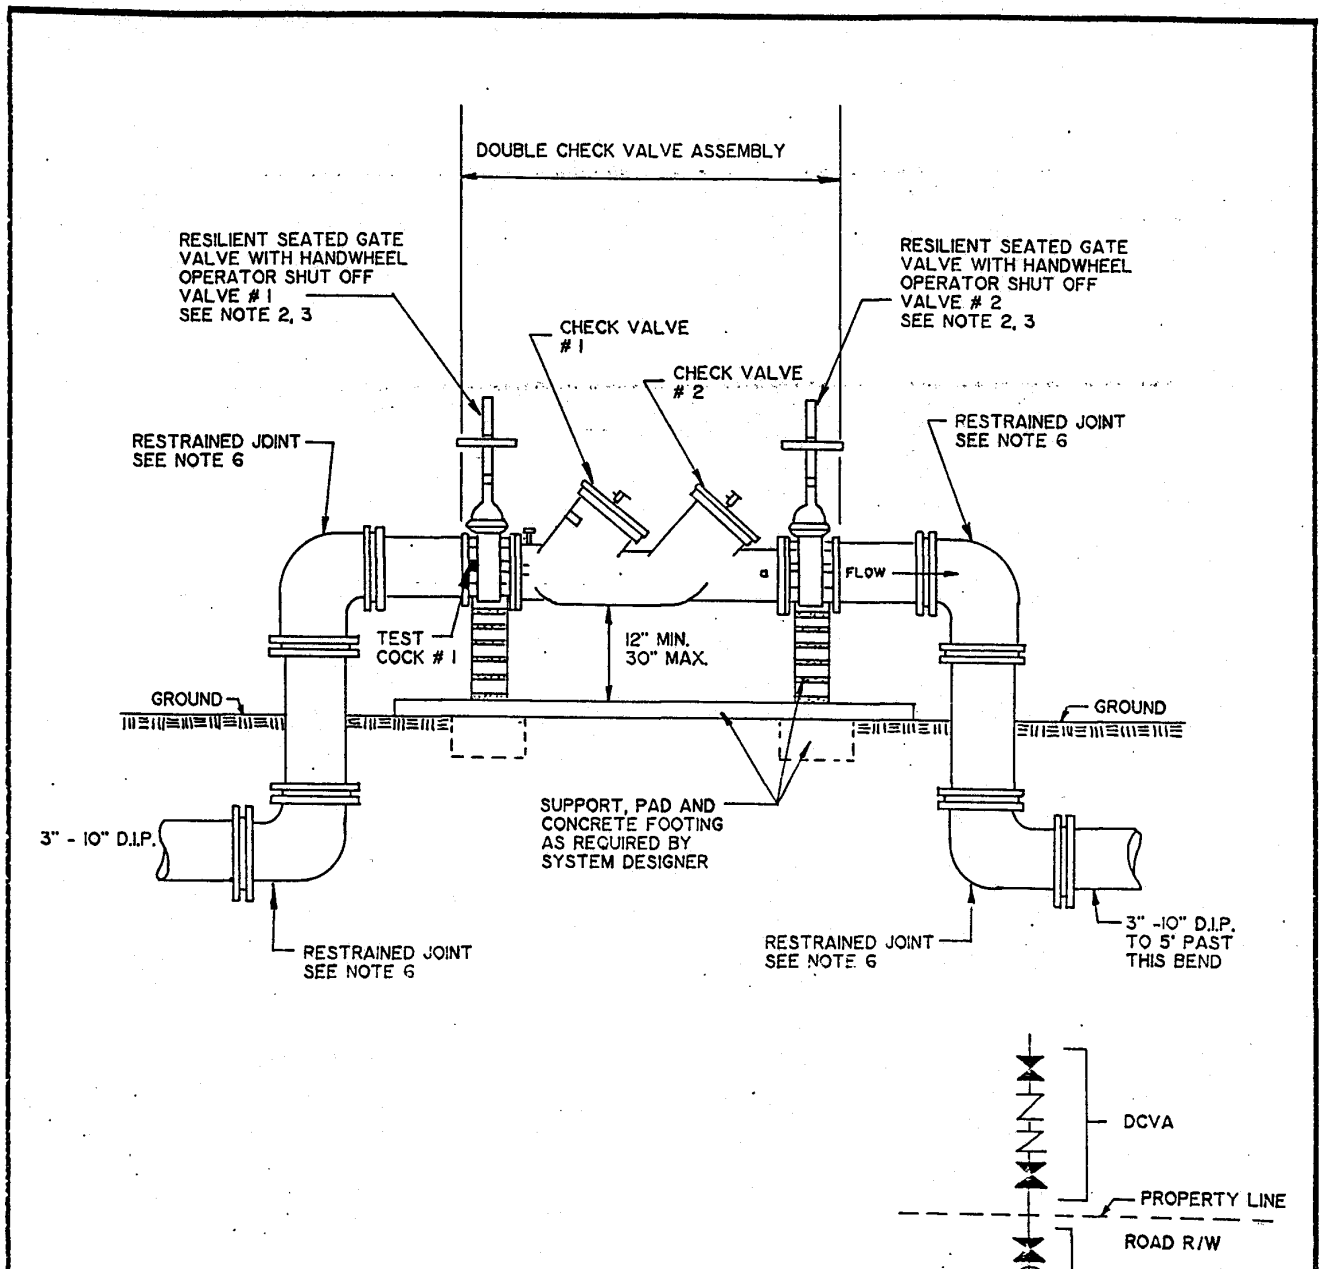 DOUBLE CHECK VALVE ASSEMBLY
RESILIENT SEATED GATE
VALVE WITH HANDWHEEL
OPERATOR SHUT OFF
VALVE # 1
SEE NOTE 2, 3
RESILIENT SEATED GATE
VALVE WITH HANDWHEEL
OPERATOR SHUT OFF
VALVE # 2
SEE NOTE 2, 3
CHECK VALVE
# 1
CHECK VALVE
# 2
RESTRAINED JOINT
SEE NOTE 6
RESTRAINED JOINT
SEE NOTE 6
FLOW
TEST
COCK # 1
12" MIN.
30" MAX.
GROUND
GROUND
SUPPORT, PAD AND
CONCRETE FOOTING
AS REQUIRED BY
SYSTEM DESIGNER
3" - 10" D.I.P.
RESTRAINED JOINT
SEE NOTE 6
RESTRAINED JOINT
SEE NOTE 6
3" -10" D.I.P.
TO 5' PAST
THIS BEND
DCVA
PROPERTY LINE
ROAD R/W